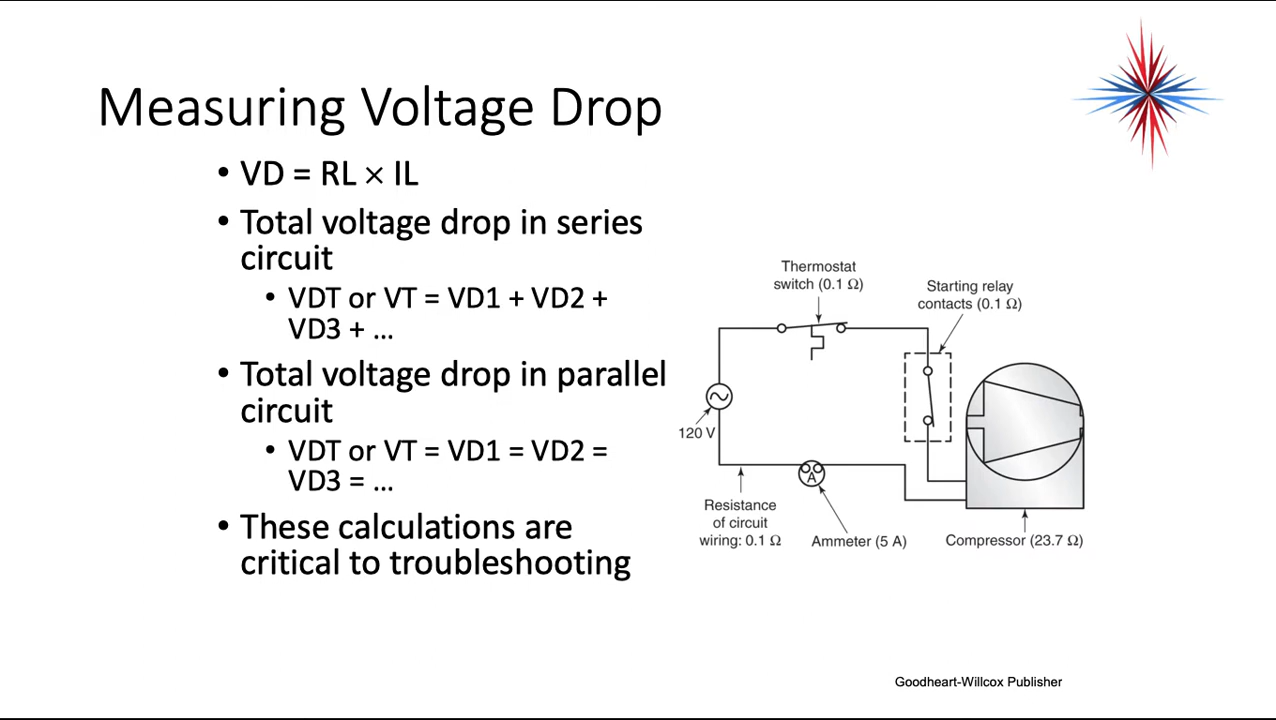 Measuring Voltage Drop
• VD = RL × IL
• Total voltage drop in series
circuit
• VDT or VT = VD1 + VD2 +
VD3 + ...
• Total voltage drop in parallel
circuit
• VDT or VT = VD1 = VD2 =
VD3 = ...
• These calculations are
critical to troubleshooting
Thermostat
switch (0.1 Ω)
Starting relay
contacts (0.1 Ω)
120 V
A
Resistance
of circuit
wiring: 0.1 Ω
Ammeter (5 A)
Compressor (23.7 Ω)
Goodheart-Willcox Publisher